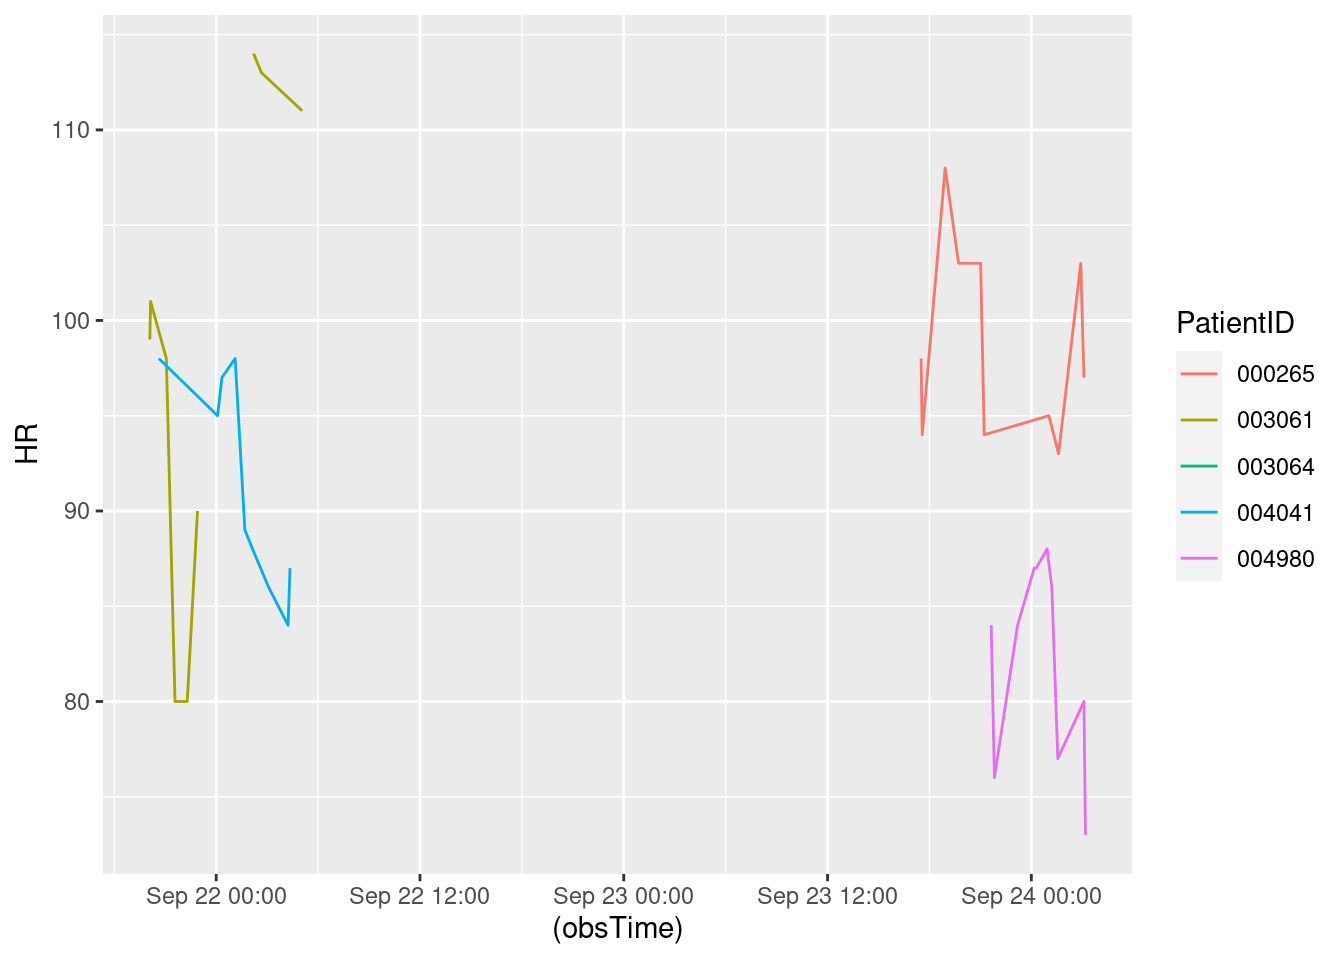 HR
110
100
90
80
Sep 22 00:00
Sep 22 12:00
Sep 23 00:00
Sep 23 12:00
Sep 24 00:00
(obsTime)
PatientID
000265
003061
003064
004041
004980